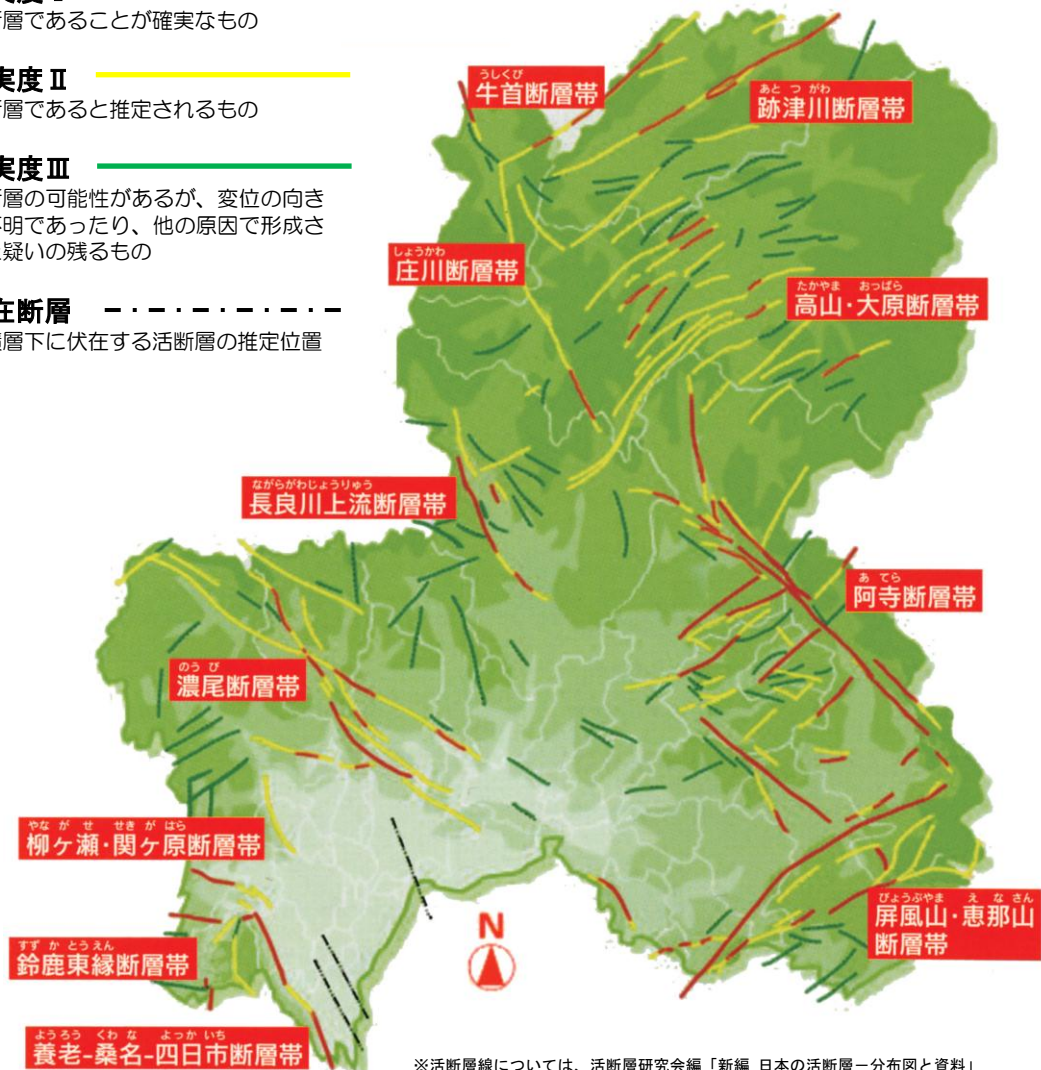 層であることが確実なもの
実度Ⅱ
層であると推定されるもの
実度Ⅲ
層の可能性があるが、変位の向き
明であったり、他の原因で形成さ
疑いの残るもの
在断層
層下に伏在する活断層の推定位置
うしくび
牛首断層帯
あとつがわ
跡津川断層帯
しょうかわ
庄川断層帯
たかやま おっぱら
高山・大原断層帯
ながらがわじょうりゅう
長良川上流断層帯
あてら
阿寺断層帯
のうび
濃尾断層帯
やながせ せきがはら
柳ヶ瀬・関ヶ原断層帯
びょうぶやま えなさん
屏風山・恵那山
断層帯
すずかとうえん
鈴鹿東縁断層帯
ようろう くわな よっかいち
養老-桑名-四日市断層帯
N
※活断層線については、活断層研究会編「新編 日本の活断層－分布図と資料」